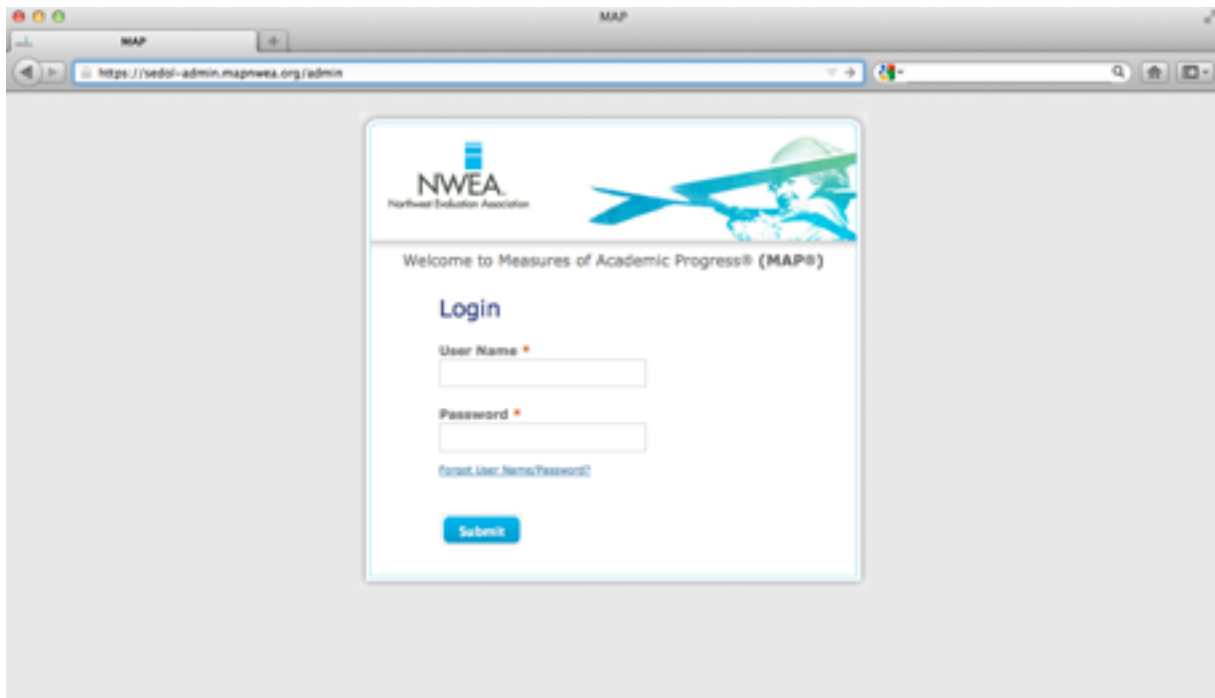 MAP
MAP
https://sedol-admin.mapnwea.org/admin
NWEA™
Northwest Evaluation Association
Welcome to Measures of Academic Progress® (MAP®)
Login
User Name *
Password *
Forgot User Name/Password?
Submit